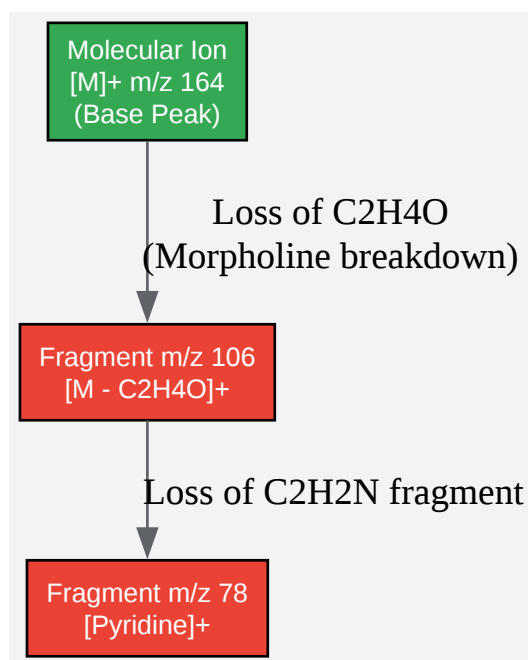 Molecular Ion
[M]+ m/z 164
(Base Peak)
Loss of C2H4O
(Morpholine breakdown)
Fragment m/z 106
[M - C2H4O]+
Loss of C2H2N fragment
Fragment m/z 78
[Pyridine]+